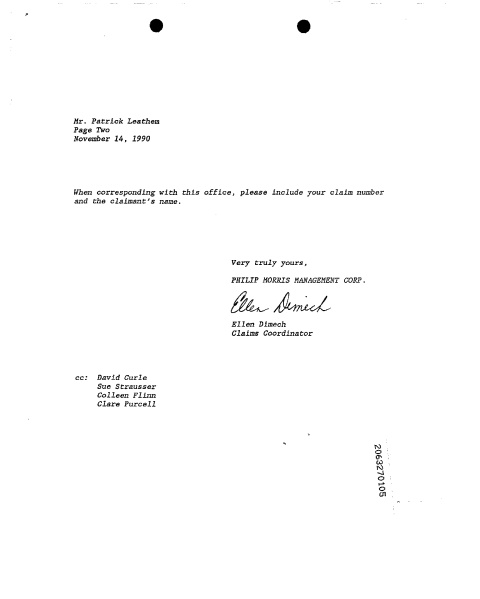 Mr. Patrick Leathem
Page Two
November 14, 1990
When corresponding with this office, please include your claim number
and the claimant's name.
Very truly yours,
PHILIP MORRIS MANAGEMENT CORP.
Ellen Dimech
Ellen Dimech
Claims Coordinator
cc: David Curle
Sue Strausser
Colleen Flinn
Clare Purcell
2063270105